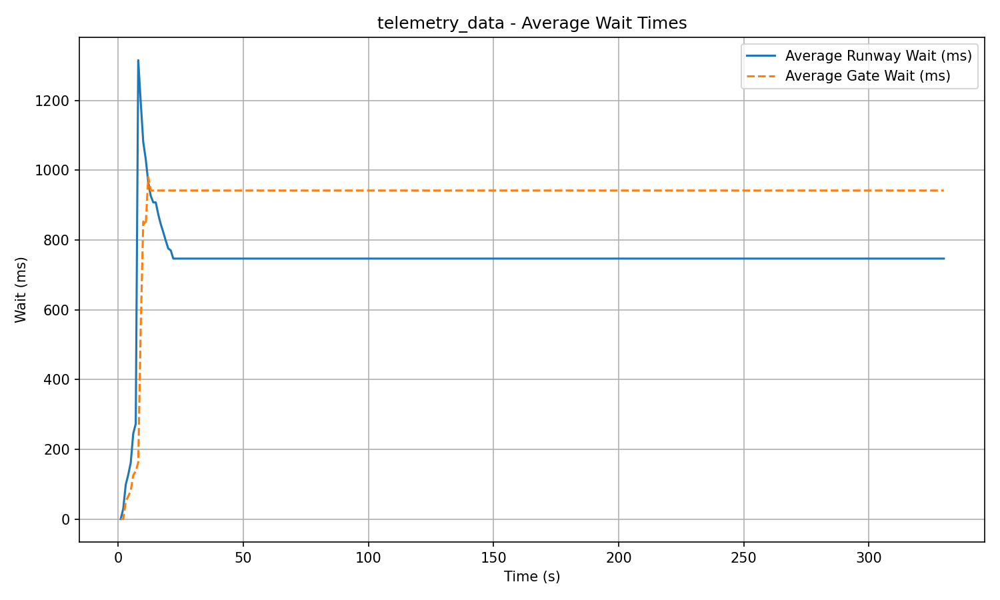 telemetry_data - Average Wait Times
Average Runway Wait (ms)
Average Gate Wait (ms)
Wait (ms)
1200
1000
800
600
400
200
0
0 50 100 150 200 250 300
Time (s)